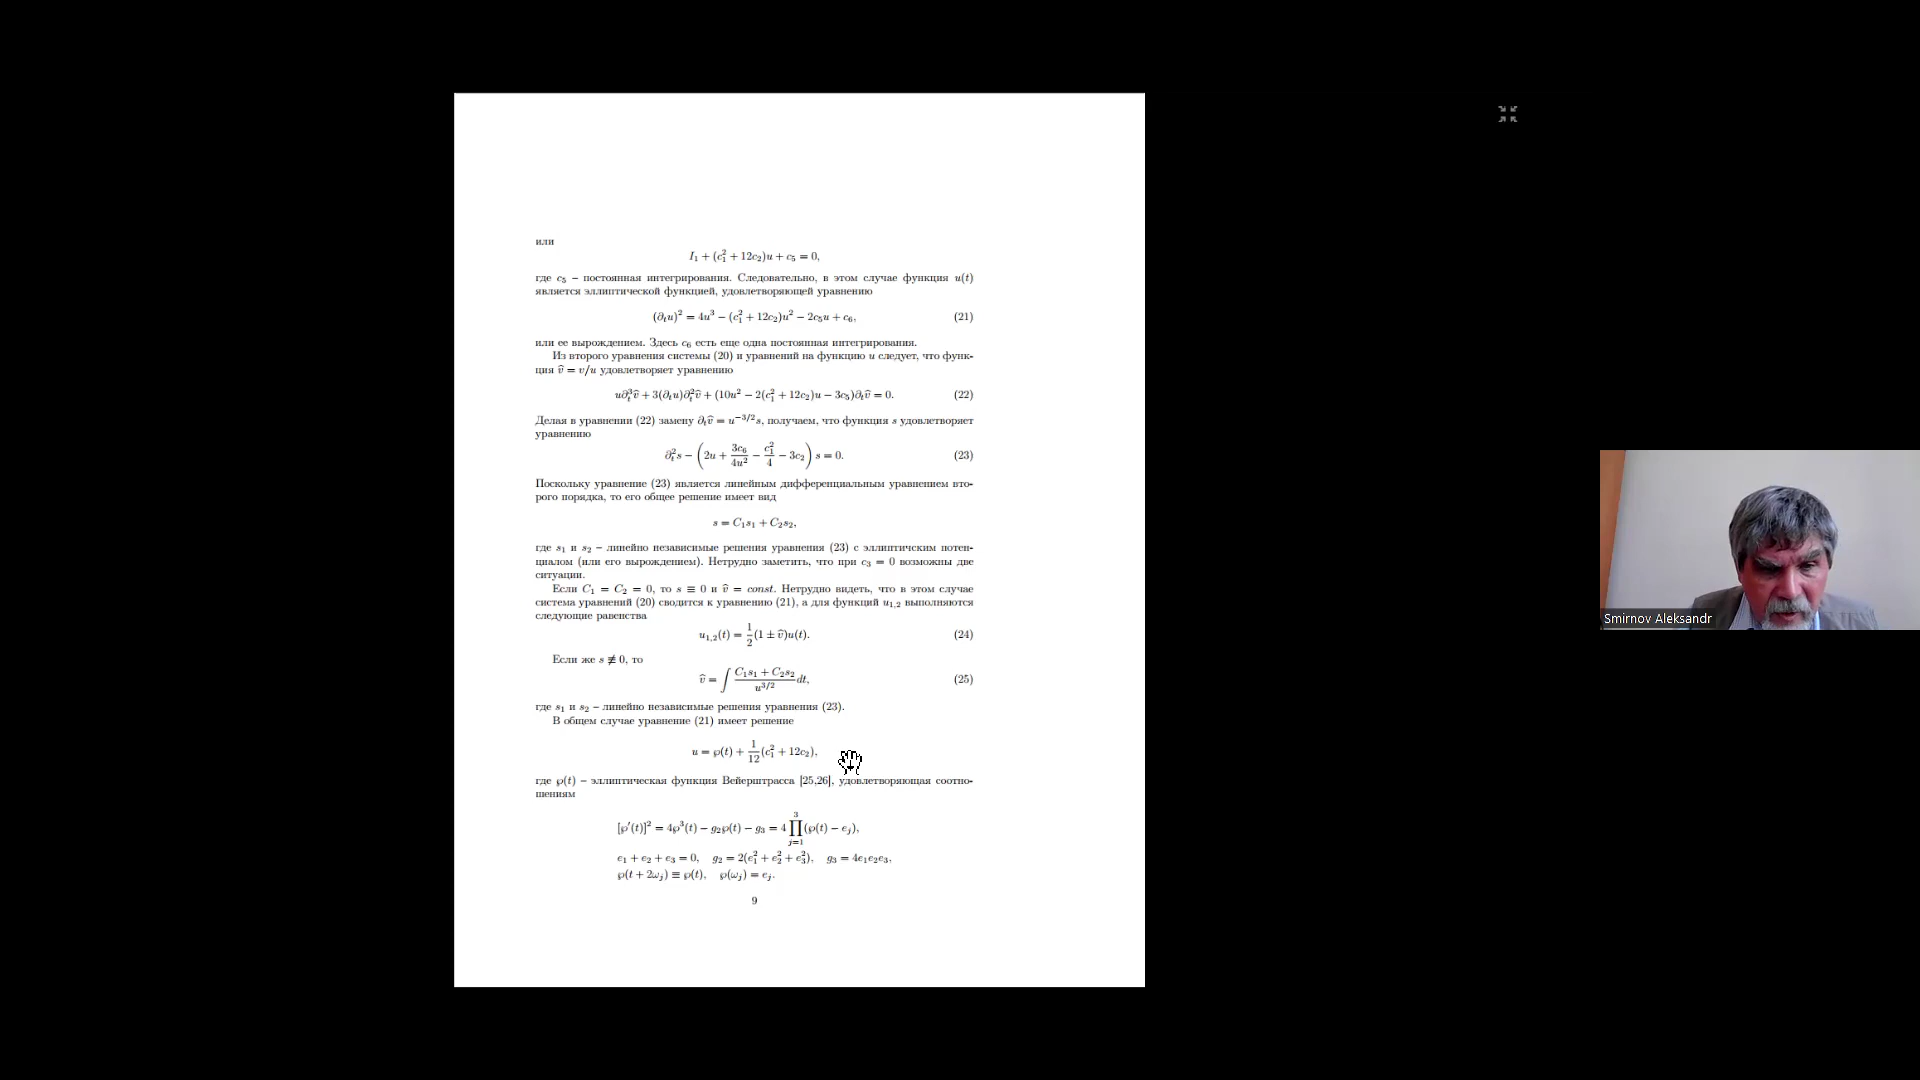 или
I₁ + (c₁² + 12c₂)u + c₅ = 0,
где c₅ – постоянная интегрирования. Следовательно, в этом случае функция u(t)
является эллиптической функцией, удовлетворяющей уравнению
(∂ₜu)² = 4u³ − (c₁² + 12c₂)u² − 2c₅u + c₆, (21)
или ее вырождением. Здесь c₆ есть еще одна постоянная интегрирования.
Из второго уравнения системы (20) и уравнений на функцию u следует, что функ-
ция v̂ = v/u удовлетворяет уравнению
u∂ₜ³v̂ + 3(∂ₜu)∂ₜ²v̂ + (10u² − 2(c₁² + 12c₂)u − 3c₅)∂ₜv̂ = 0. (22)
Делая в уравнении (22) замену ∂ₜv̂ = u^{−3/2}s, получаем, что функция s удовлетворяет
уравнению
∂ₜ²s − (2u + 3c₆/4u² − c₁²/4 − 3c₂) s = 0. (23)
Поскольку уравнение (23) является линейным дифференциальным уравнением вто-
рого порядка, то его общее решение имеет вид
s = C₁s₁ + C₂s₂,
где s₁ и s₂ – линейно независимые решения уравнения (23) с эллиптичским потен-
циалом (или его вырождением). Нетрудно заметить, что при c₃ = 0 возможны две
ситуации.
Если C₁ = C₂ = 0, то s ≡ 0 и v̂ = const. Нетрудно видеть, что в этом случае
система уравнений (20) сводится к уравнению (21), а для функций u₁,₂ выполняются
следующие равенства
u₁,₂(t) = 1/2 (1 ± v̂)u(t). (24)
Если же s ≢ 0, то
v̂ = ∫ (C₁s₁ + C₂s₂)/u^{3/2} dt, (25)
где s₁ и s₂ – линейно независимые решения уравнения (23).
В общем случае уравнение (21) имеет решение
u = ℘(t) + 1/12 (c₁² + 12c₂),
где ℘(t) – эллиптическая функция Вейерштрасса [25,26], удовлетворяющая соотно-
шениям
[℘′(t)]² = 4℘³(t) − g₂℘(t) − g₃ = 4 ∏_{j=1}^{3} (℘(t) − eⱼ),
e₁ + e₂ + e₃ = 0, g₂ = 2(e₁² + e₂² + e₃²), g₃ = 4e₁e₂e₃,
℘(t + 2ωⱼ) ≡ ℘(t), ℘(ωⱼ) = eⱼ.
9
Smirnov Aleksandr